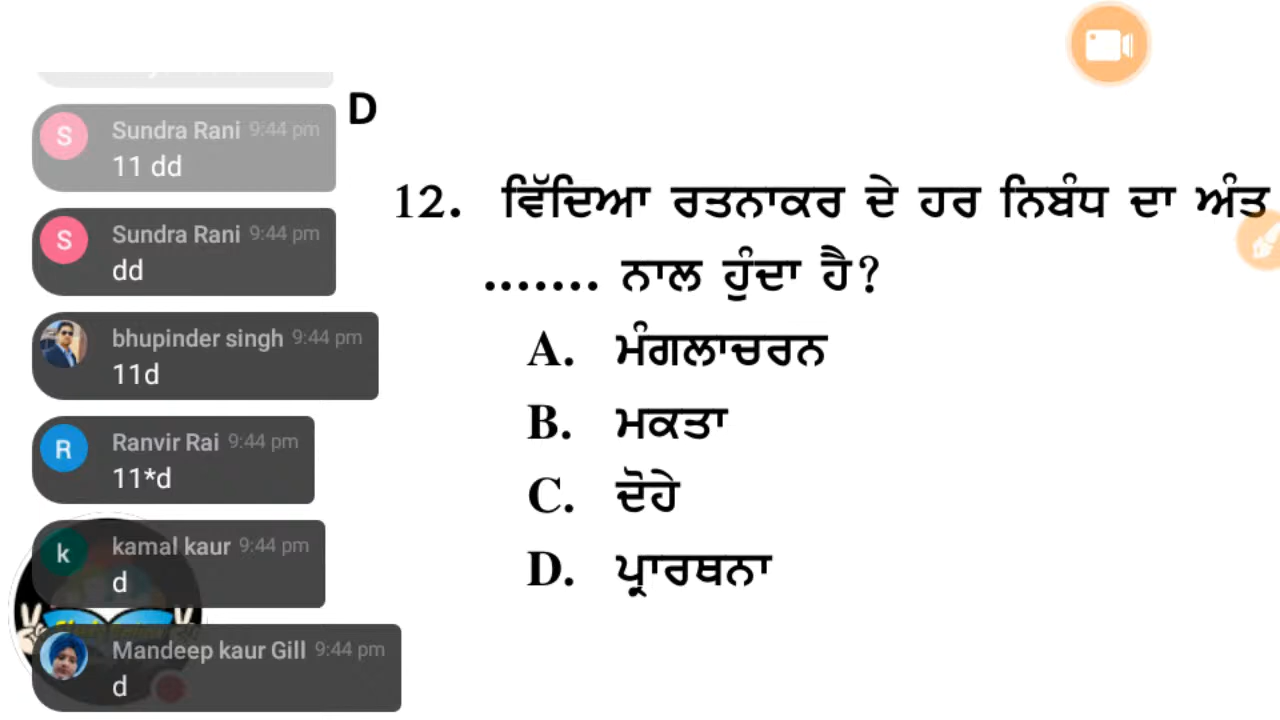 D
Sundra Rani 9:44 pm
11 dd
Sundra Rani 9:44 pm
dd
bhupinder singh 9:44 pm
11d
Ranvir Rai 9:44 pm
11*d
kamal kaur 9:44 pm
d
Mandeep kaur Gill 9:44 pm
d
12. ਵਿੱਦਿਆ ਰਤਨਾਕਰ ਦੇ ਹਰ ਨਿਬੰਧ ਦਾ ਅੰਤ
....... ਨਾਲ ਹੁੰਦਾ ਹੈ?
A. ਮੰਗਲਾਚਰਨ
B. ਮਕਤਾ
C. ਦੋਹੇ
D. ਪ੍ਰਾਰਥਨਾ